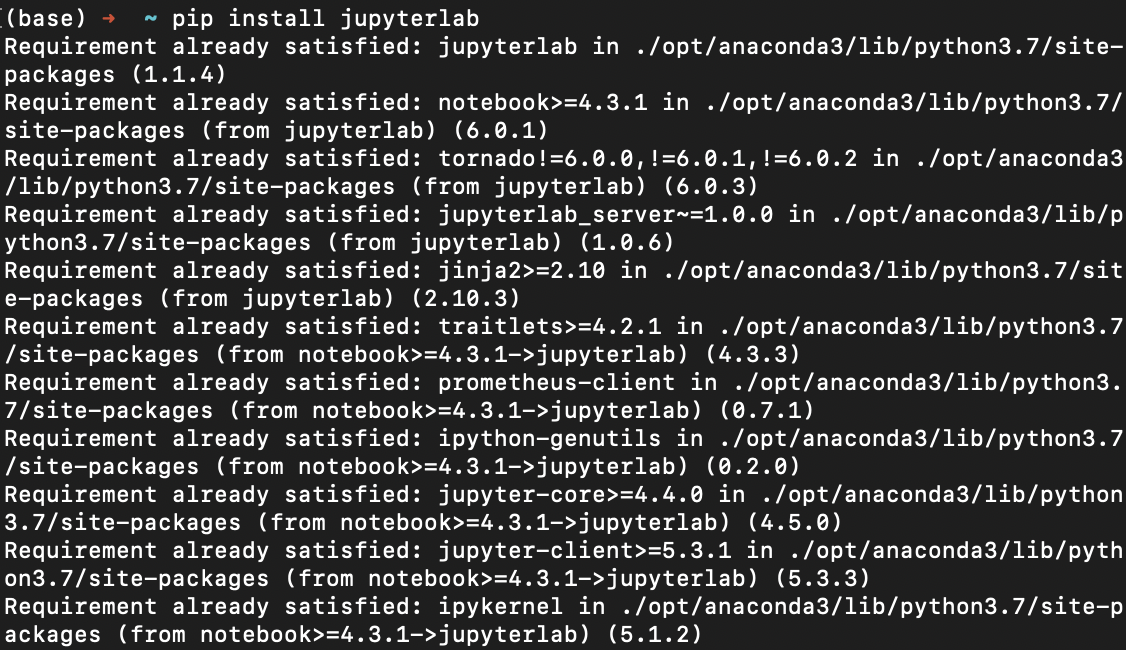 (base) ➜  ~ pip install jupyterlab
Requirement already satisfied: jupyterlab in ./opt/anaconda3/lib/python3.7/site-
packages (1.1.4)
Requirement already satisfied: notebook>=4.3.1 in ./opt/anaconda3/lib/python3.7/
site-packages (from jupyterlab) (6.0.1)
Requirement already satisfied: tornado!=6.0.0,!=6.0.1,!=6.0.2 in ./opt/anaconda3
/lib/python3.7/site-packages (from jupyterlab) (6.0.3)
Requirement already satisfied: jupyterlab_server~=1.0.0 in ./opt/anaconda3/lib/p
ython3.7/site-packages (from jupyterlab) (1.0.6)
Requirement already satisfied: jinja2>=2.10 in ./opt/anaconda3/lib/python3.7/sit
e-packages (from jupyterlab) (2.10.3)
Requirement already satisfied: traitlets>=4.2.1 in ./opt/anaconda3/lib/python3.7
/site-packages (from notebook>=4.3.1->jupyterlab) (4.3.3)
Requirement already satisfied: prometheus-client in ./opt/anaconda3/lib/python3.
7/site-packages (from notebook>=4.3.1->jupyterlab) (0.7.1)
Requirement already satisfied: ipython-genutils in ./opt/anaconda3/lib/python3.7
/site-packages (from notebook>=4.3.1->jupyterlab) (0.2.0)
Requirement already satisfied: jupyter-core>=4.4.0 in ./opt/anaconda3/lib/python
3.7/site-packages (from notebook>=4.3.1->jupyterlab) (4.5.0)
Requirement already satisfied: jupyter-client>=5.3.1 in ./opt/anaconda3/lib/pyth
on3.7/site-packages (from notebook>=4.3.1->jupyterlab) (5.3.3)
Requirement already satisfied: ipykernel in ./opt/anaconda3/lib/python3.7/site-p
ackages (from notebook>=4.3.1->jupyterlab) (5.1.2)